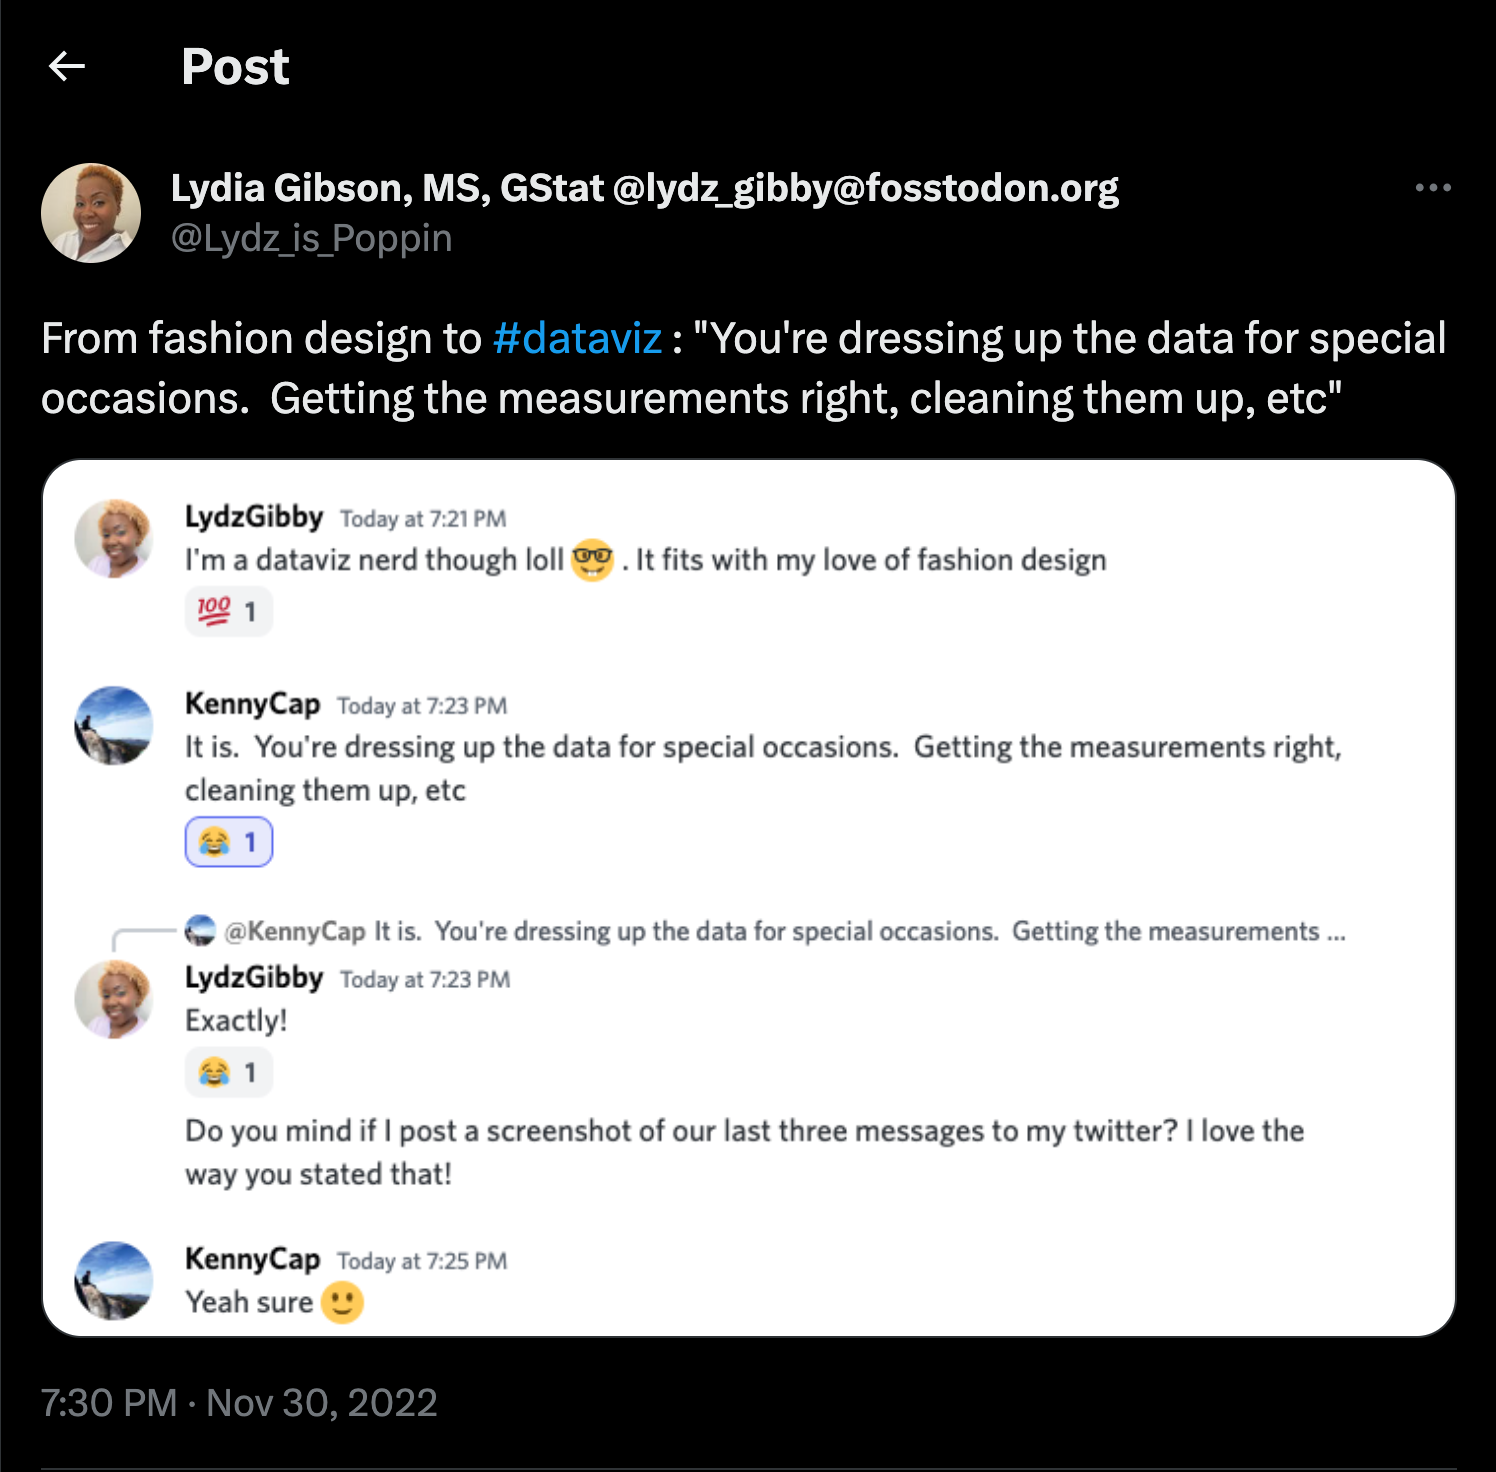 Post
Lydia Gibson, MS, GStat @lydz_gibby@fosstodon.org
@Lydz_is_Poppin
From fashion design to #dataviz : "You're dressing up the data for special
occasions.  Getting the measurements right, cleaning them up, etc"
LydzGibby Today at 7:21 PM
I'm a dataviz nerd though loll 🤓 . It fits with my love of fashion design
💯 1
KennyCap Today at 7:23 PM
It is.  You're dressing up the data for special occasions.  Getting the measurements right,
cleaning them up, etc
😂 1
@KennyCap It is.  You're dressing up the data for special occasions.  Getting the measurements ...
LydzGibby Today at 7:23 PM
Exactly!
😂 1
Do you mind if I post a screenshot of our last three messages to my twitter? I love the
way you stated that!
KennyCap Today at 7:25 PM
Yeah sure 🙂
7:30 PM · Nov 30, 2022